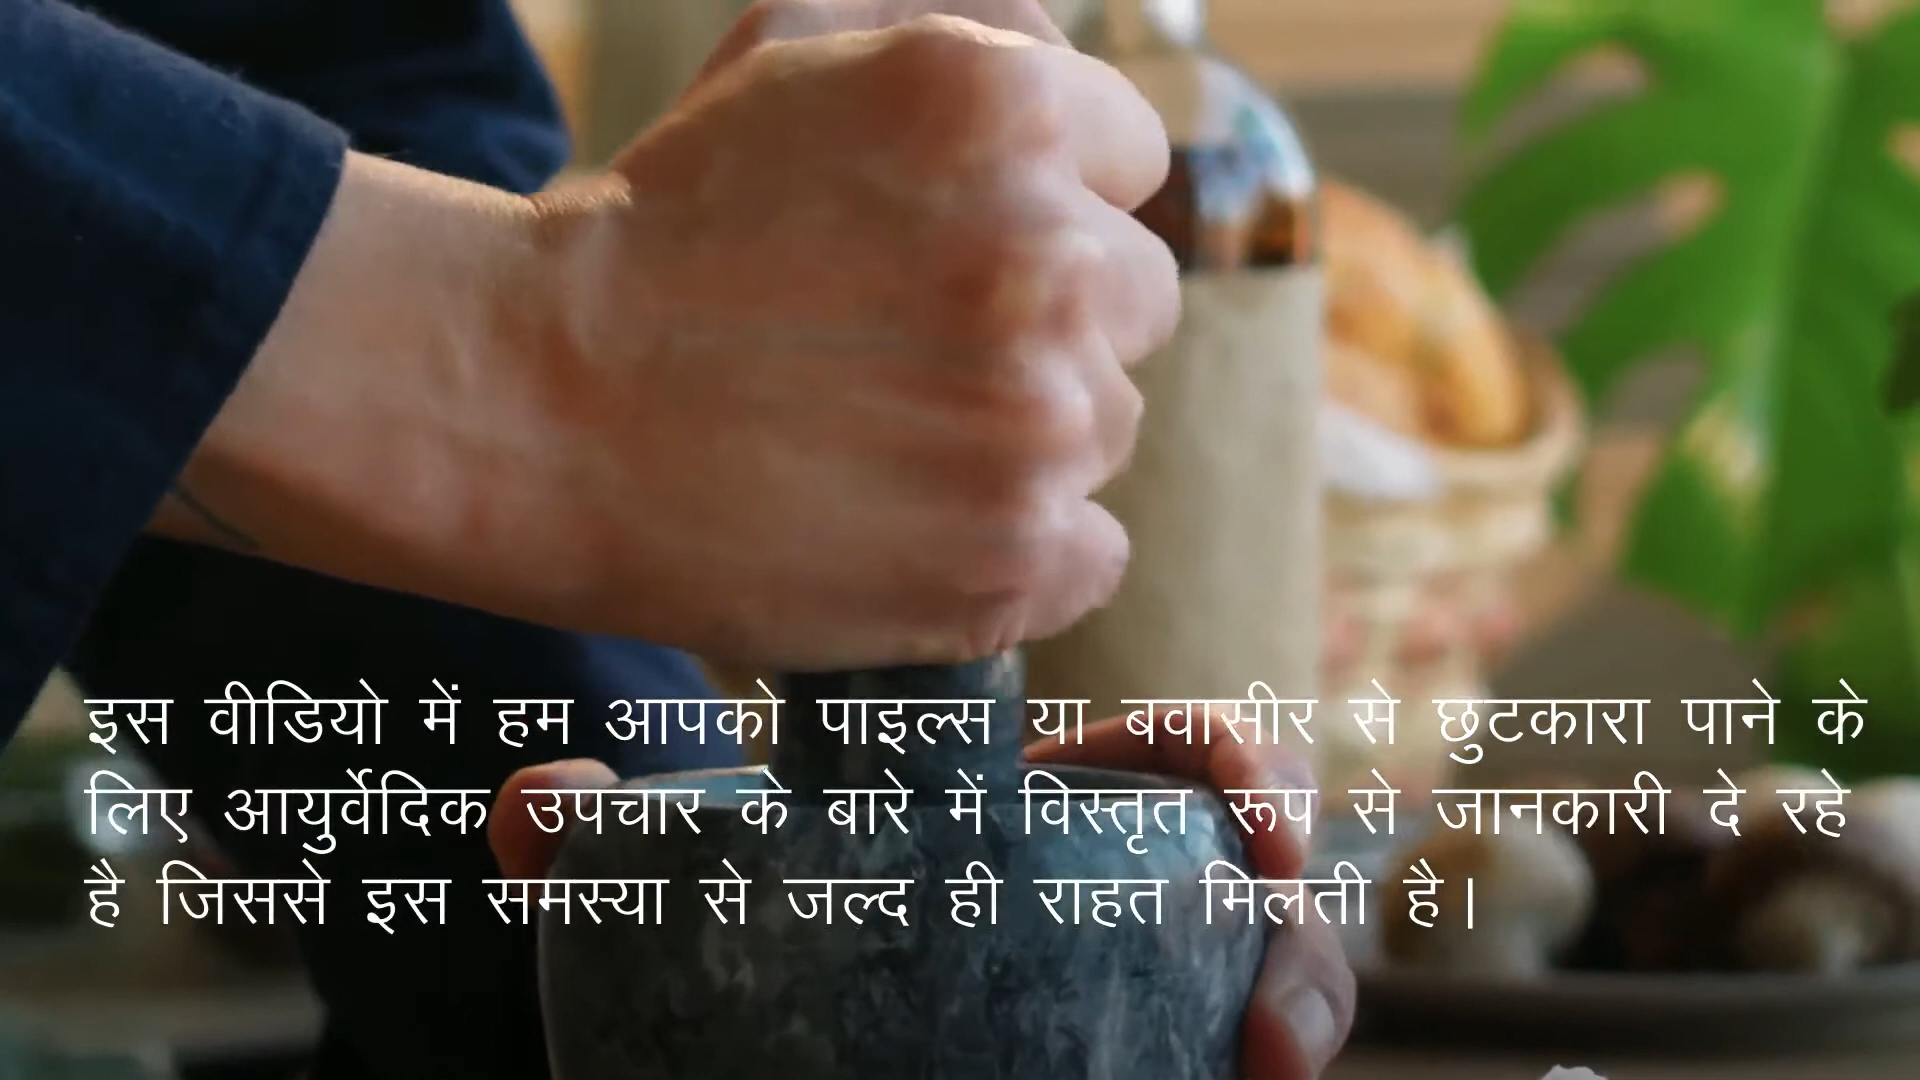 इस वीडियो में हम आपको पाइल्स या बवासीर से छुटकारा पाने के
लिए आयुर्वेदिक उपचार के बारे में विस्तृत रूप से जानकारी दे रहे
है जिससे इस समस्या से जल्द ही राहत मिलती है।